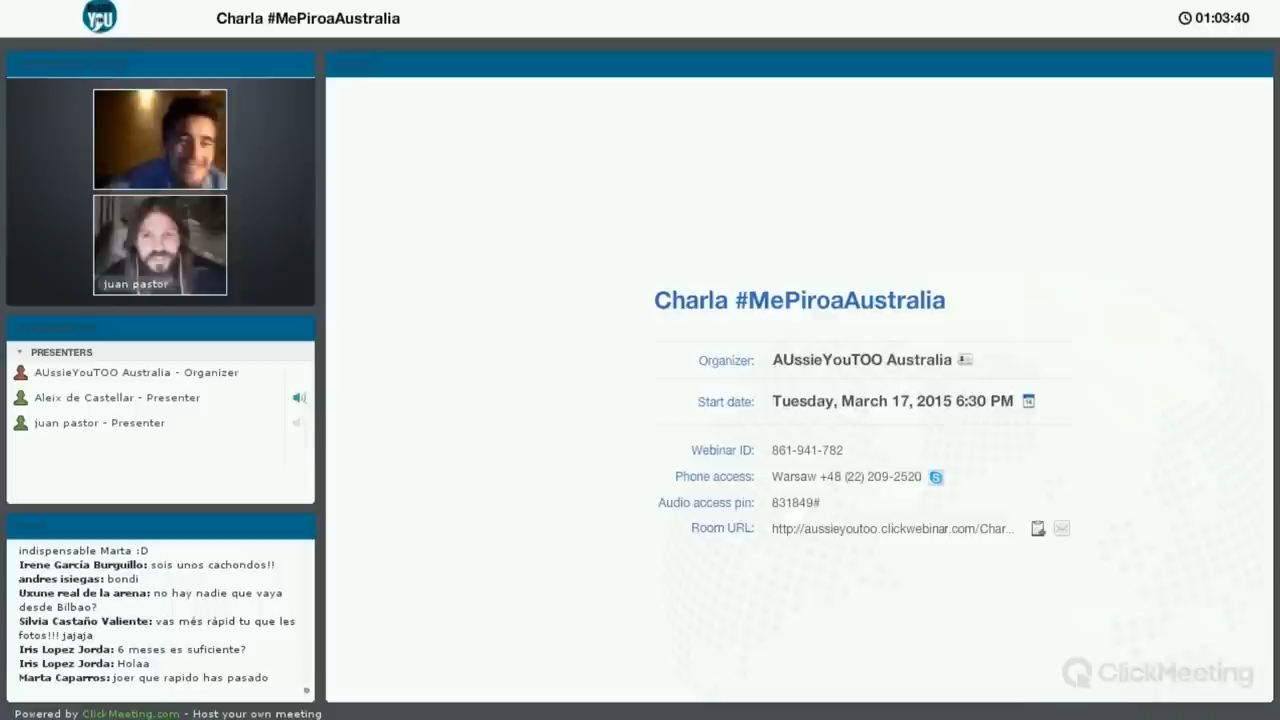 YOU
Charla #MePiroaAustralia
01:03:40
juan pastor
PRESENTERS
AUssieYouTOO Australia - Organizer
Aleix de Castellar - Presenter
juan pastor - Presenter
indispensable Marta :D
Irene García Burguillo: sois unos cachondos!!
andres isiegas: bondi
Uxune real de la arena: no hay nadie que vaya
desde Bilbao?
Silvia Castaño Valiente: vas més ràpid tu que les
fotos!!! jajaja
Iris Lopez Jorda: 6 meses es suficiente?
Iris Lopez Jorda: Holaa
Marta Caparros: joer que rapido has pasado
Charla #MePiroaAustralia
Organizer: AUssieYouTOO Australia
Start date: Tuesday, March 17, 2015 6:30 PM
Webinar ID: 861-941-782
Phone access: Warsaw +48 (22) 209-2520
Audio access pin: 831849#
Room URL: http://aussieyoutoo.clickwebinar.com/Char...
ClickMeeting
Powered by ClickMeeting.com - Host your own meeting